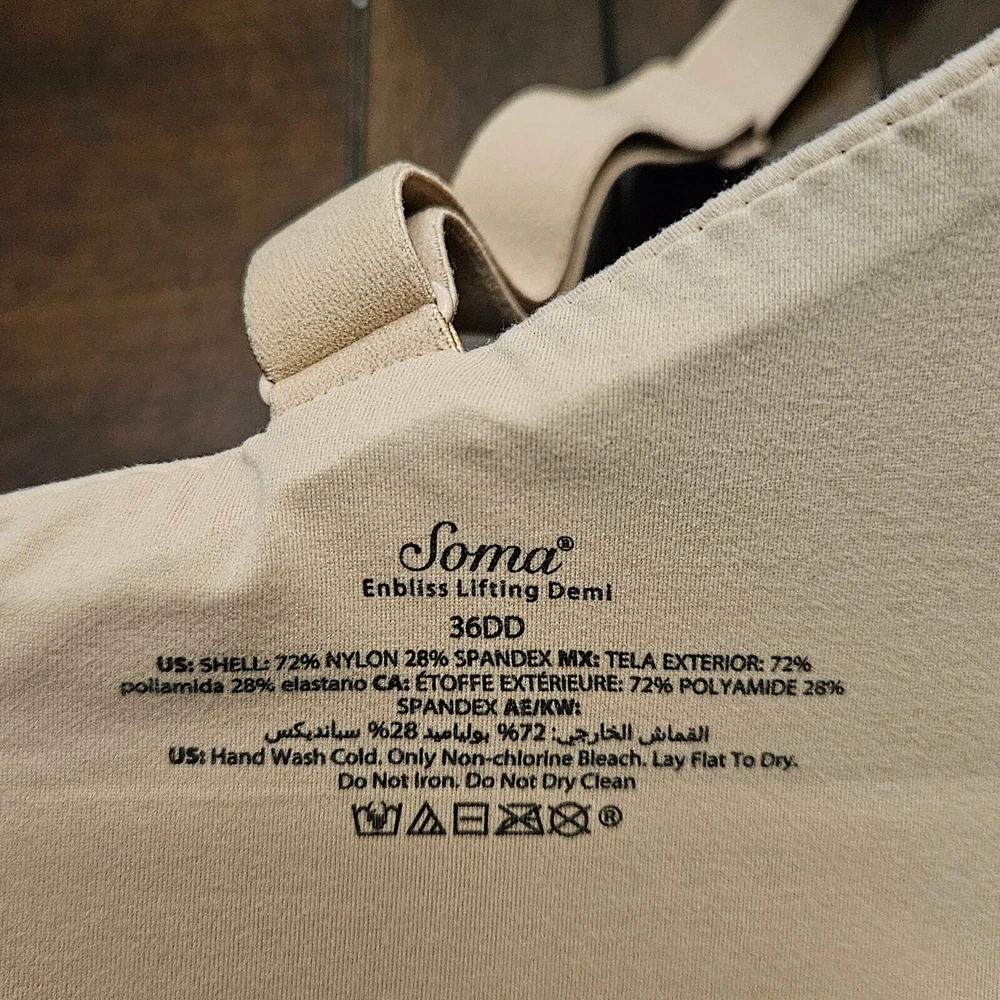 Soma®
Enbliss Lifting Demi
36DD
US: SHELL: 72% NYLON 28% SPANDEX MX: TELA EXTERIOR: 72%
poliamida 28% elastano CA: ÉTOFFE EXTÉRIEURE: 72% POLYAMIDE 28%
SPANDEX AE/KW:
القماش الخارجي: 72% بولياميد 28% سبانديكس
US: Hand Wash Cold. Only Non-chlorine Bleach. Lay Flat To Dry.
Do Not Iron. Do Not Dry Clean
®